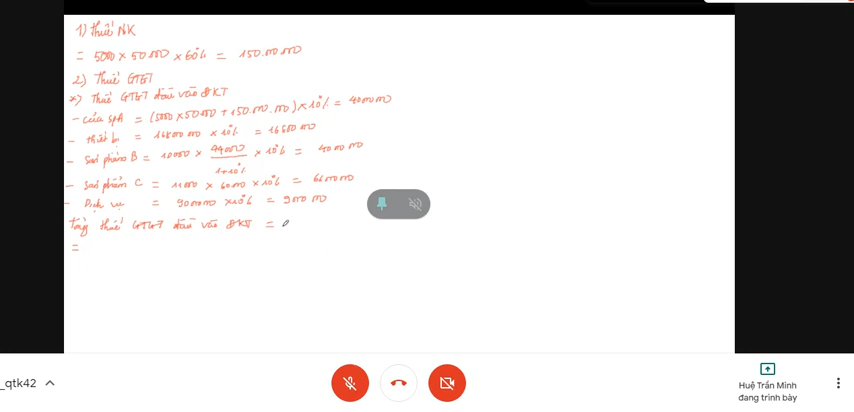 1) Thuế NK
= 5000 × 50.000 × 60% = 150.000.000
2) Thuế GTGT
*) Thuế GTGT đầu vào ĐKT
- Của spA = (5000 × 50.000 + 150.000.000) × 10% = 40.000.000
- Thiết bị = 168.000.000 × 10% = 16.800.000
- Sản phẩm B = 10.000 × 44.000 / 1+10% × 10% = 40.000.000
- Sản phẩm C = 11.000 × 60.000 × 10% = 66.000.000
- Dịch vụ = 90.000.000 × 10% = 9.000.000
Tổng thuế GTGT đầu vào ĐKT =
=
_qtk42
Huệ Trần Minh
đang trình bày